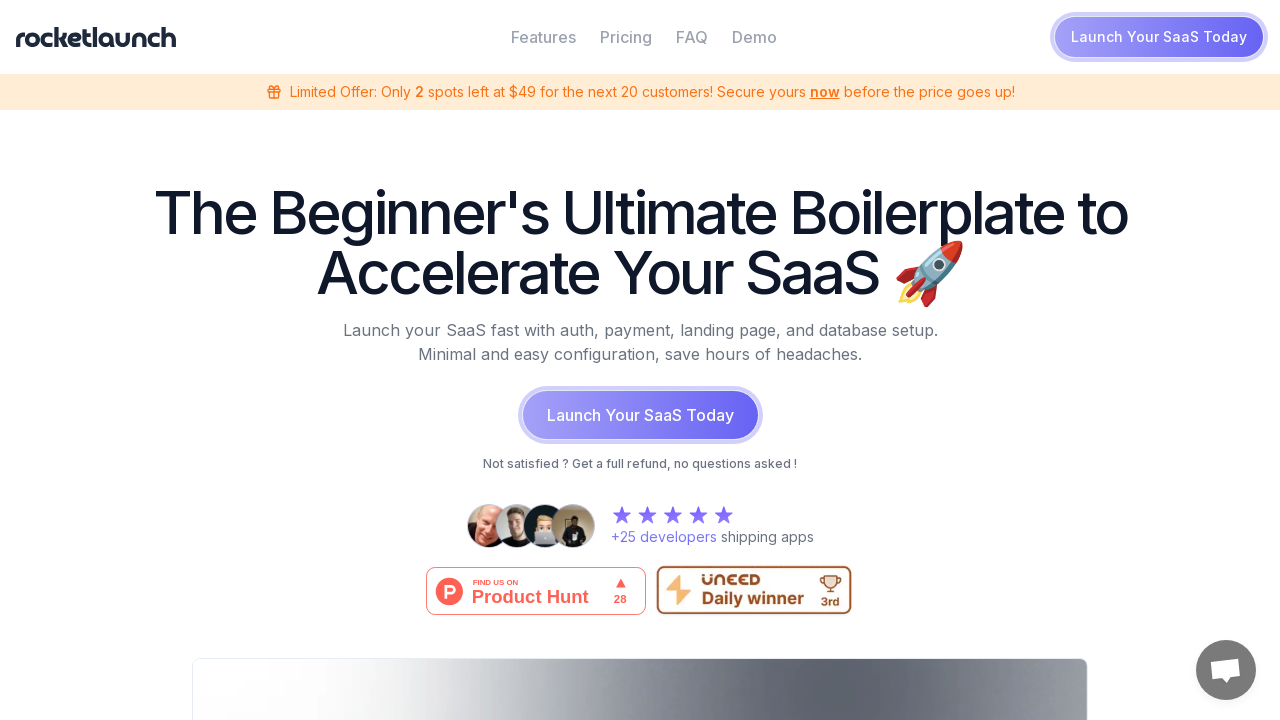 rocketlaunch
Features
Pricing
FAQ
Demo
Launch Your SaaS Today
Limited Offer: Only 2 spots left at $49 for the next 20 customers! Secure yours now before the price goes up!
The Beginner's Ultimate Boilerplate to
Accelerate Your SaaS 🚀
Launch your SaaS fast with auth, payment, landing page, and database setup.
Minimal and easy configuration, save hours of headaches.
Launch Your SaaS Today
Not satisfied ? Get a full refund, no questions asked !
+25 developers shipping apps
P
FIND US ON
Product Hunt
28
UNEED
Daily winner
3rd